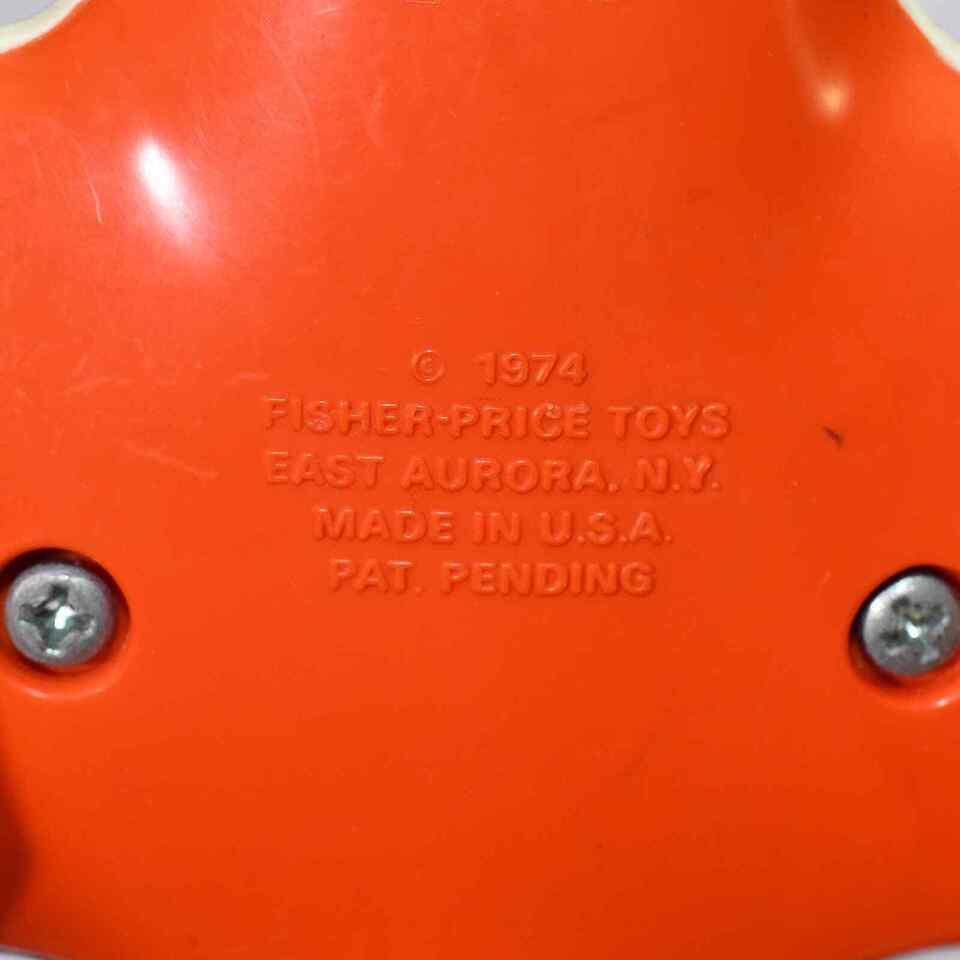 © 1974
FISHER-PRICE TOYS
EAST AURORA, N.Y.
MADE IN U.S.A.
PAT. PENDING